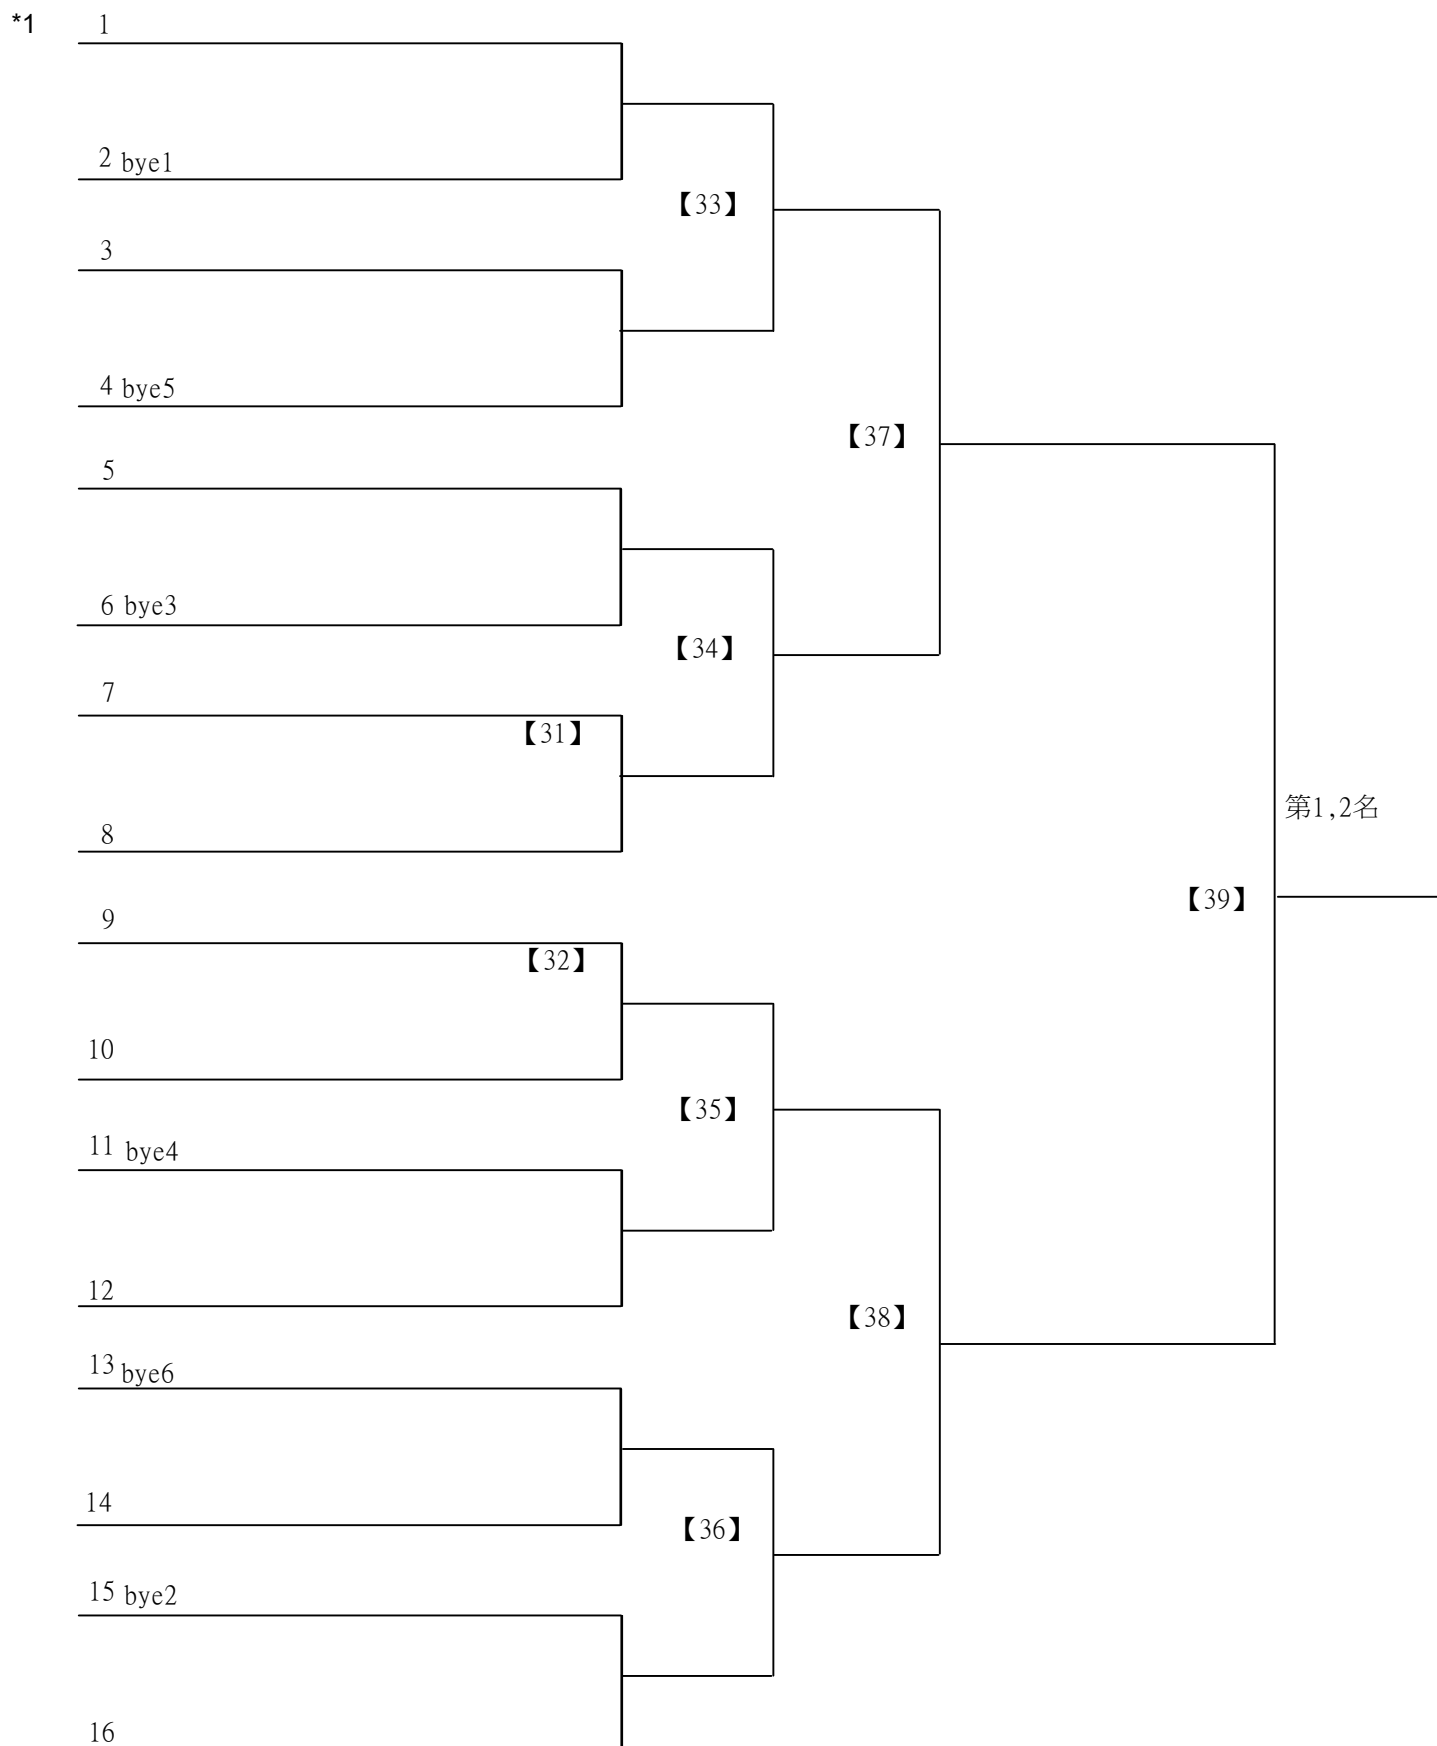 *1
1
2 bye1
【33】
3
4 bye5
【37】
5
6 bye3
【34】
7
【31】
8
第1,2名
【39】
9
【32】
10
【35】
11 bye4
12
【38】
13 bye6
14
【36】
15 bye2
16